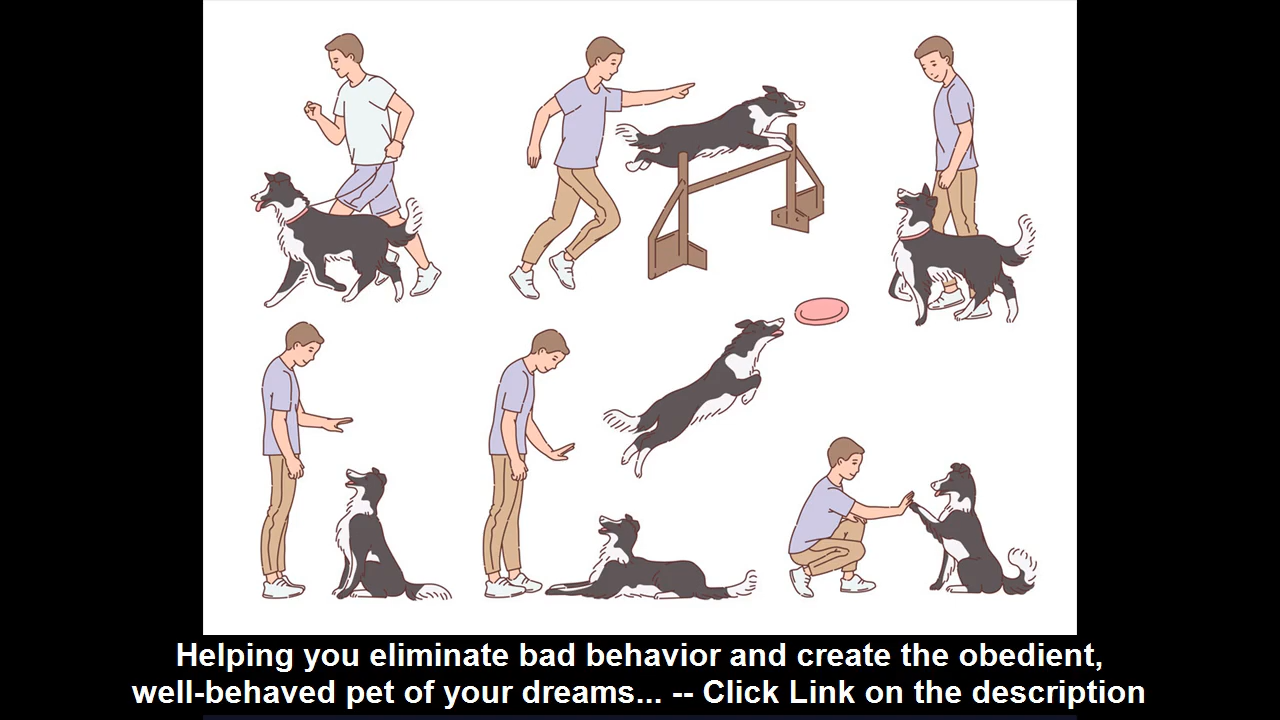 Helping you eliminate bad behavior and create the obedient,
well-behaved pet of your dreams... -- Click Link on the description